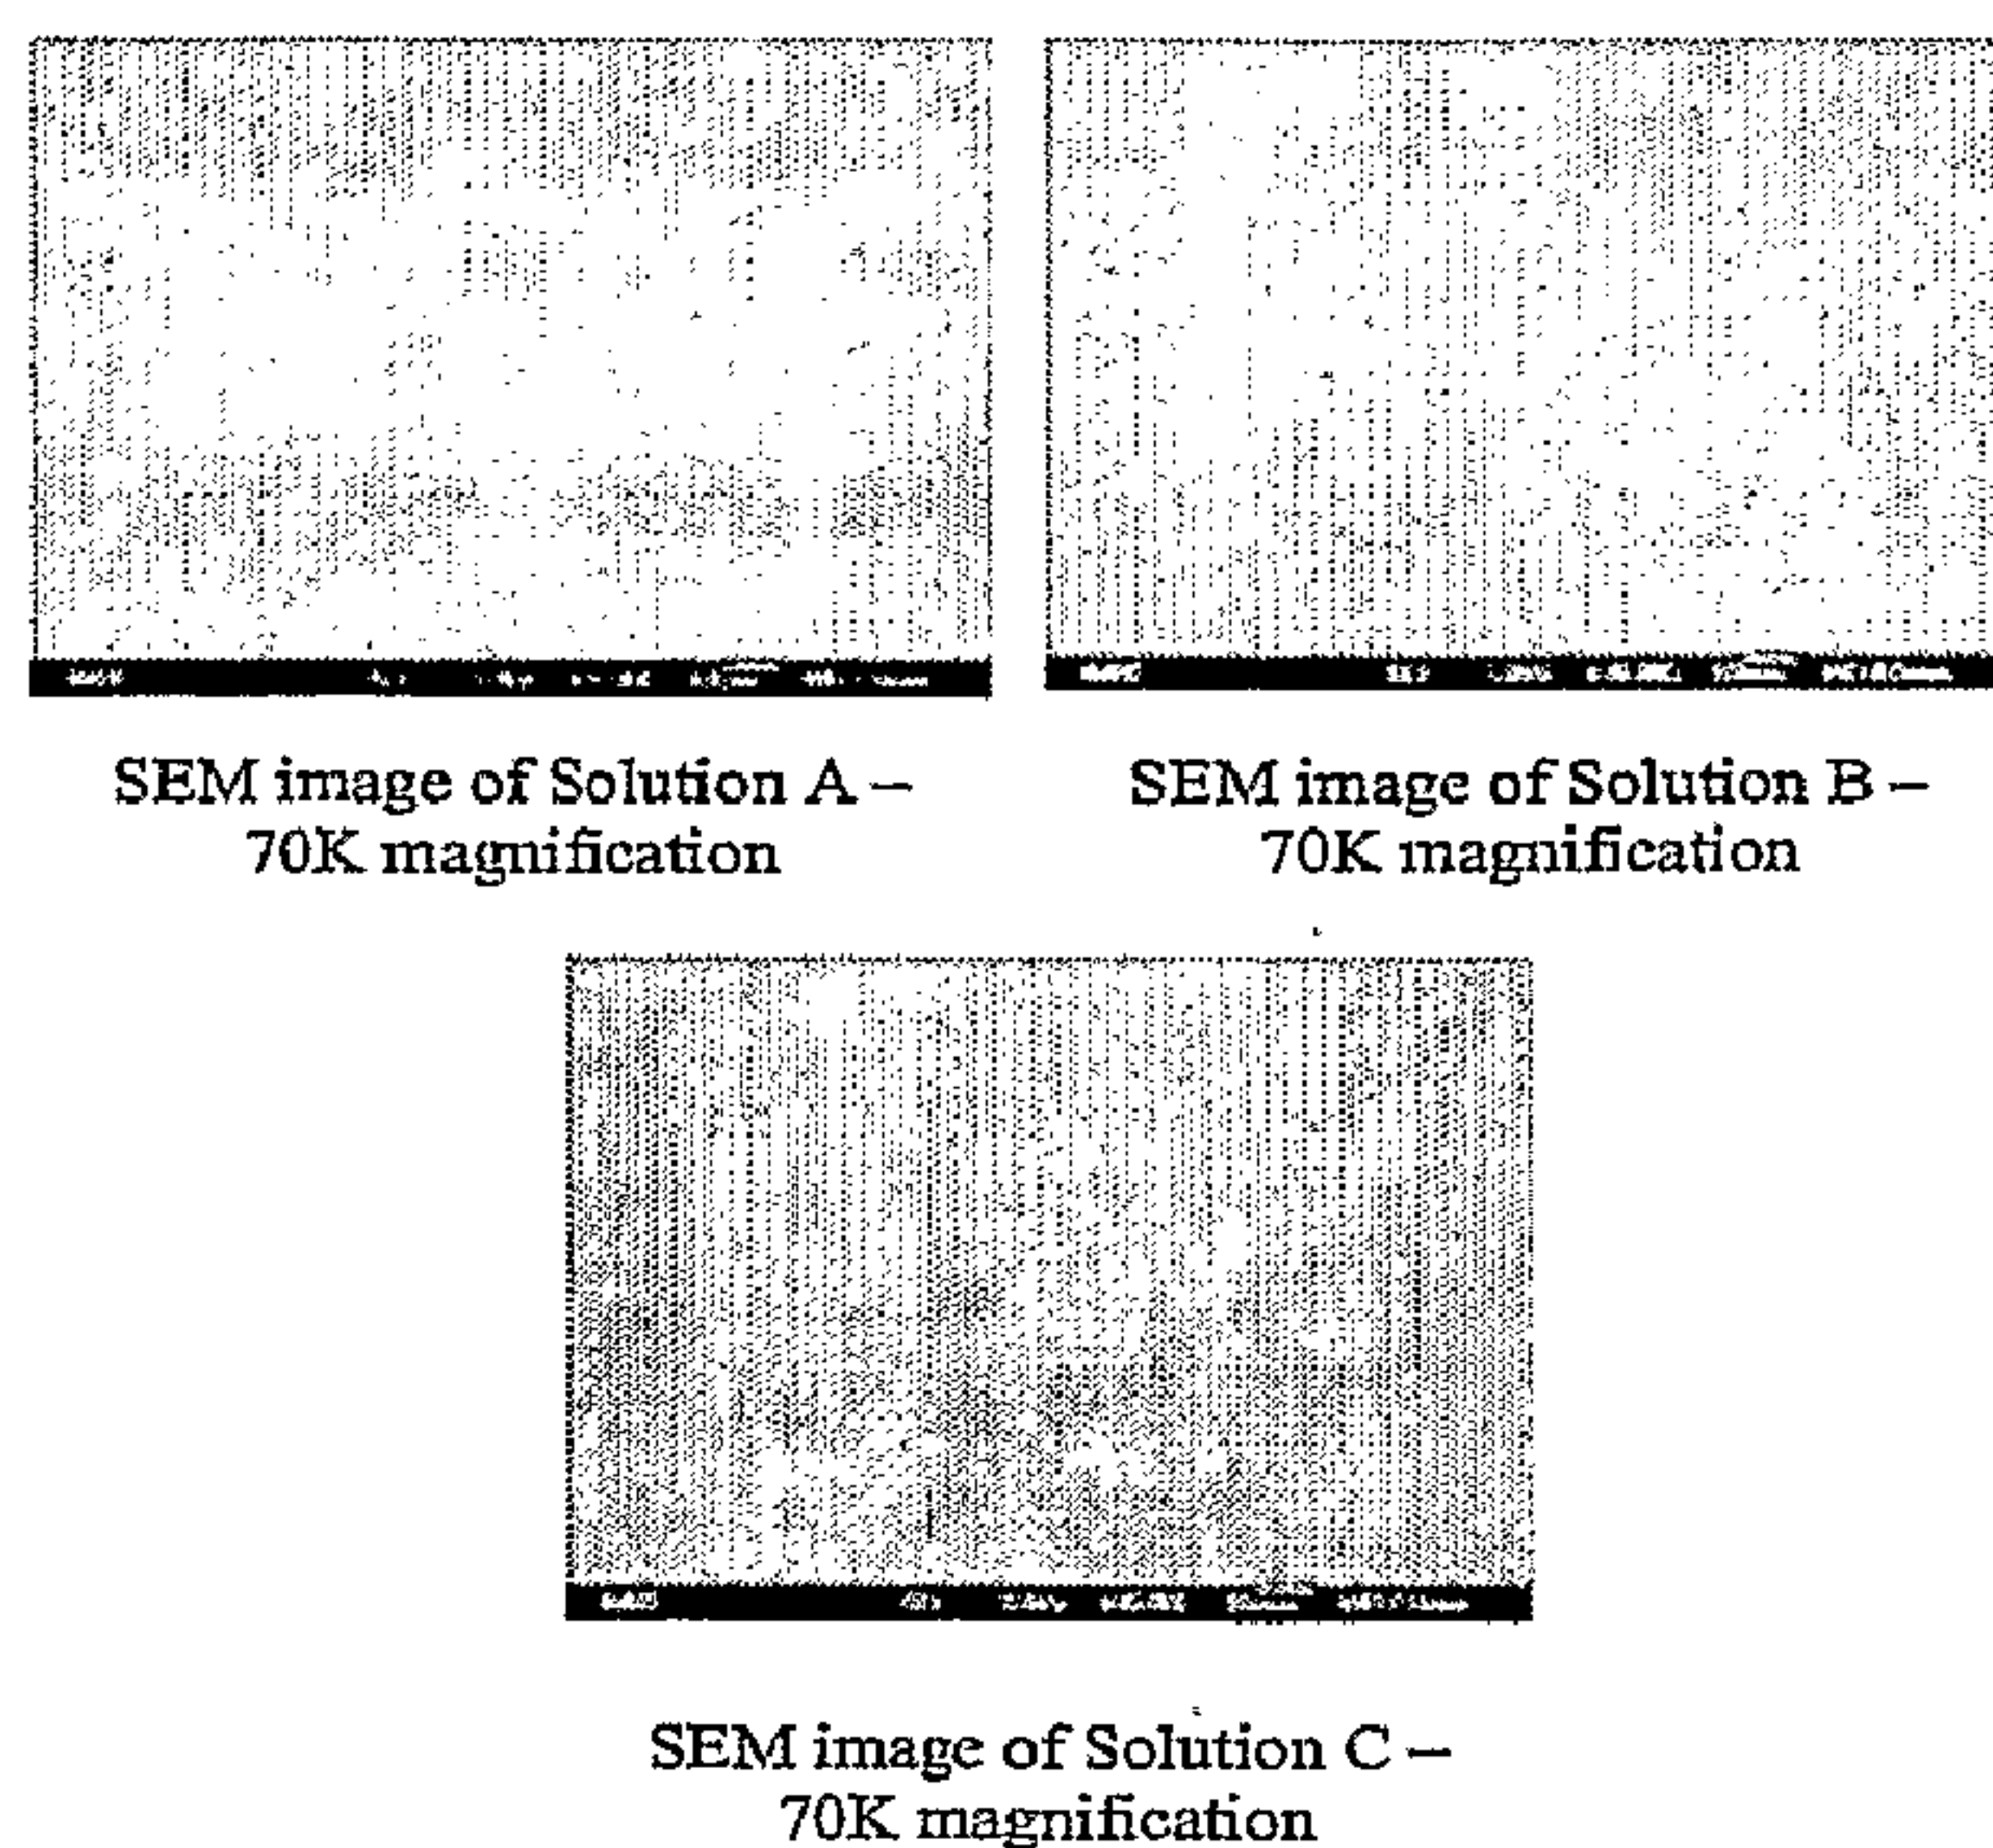 SEM image of Solution A –
70K magnification
SEM image of Solution B –
70K magnification
SEM image of Solution C –
70K magnification